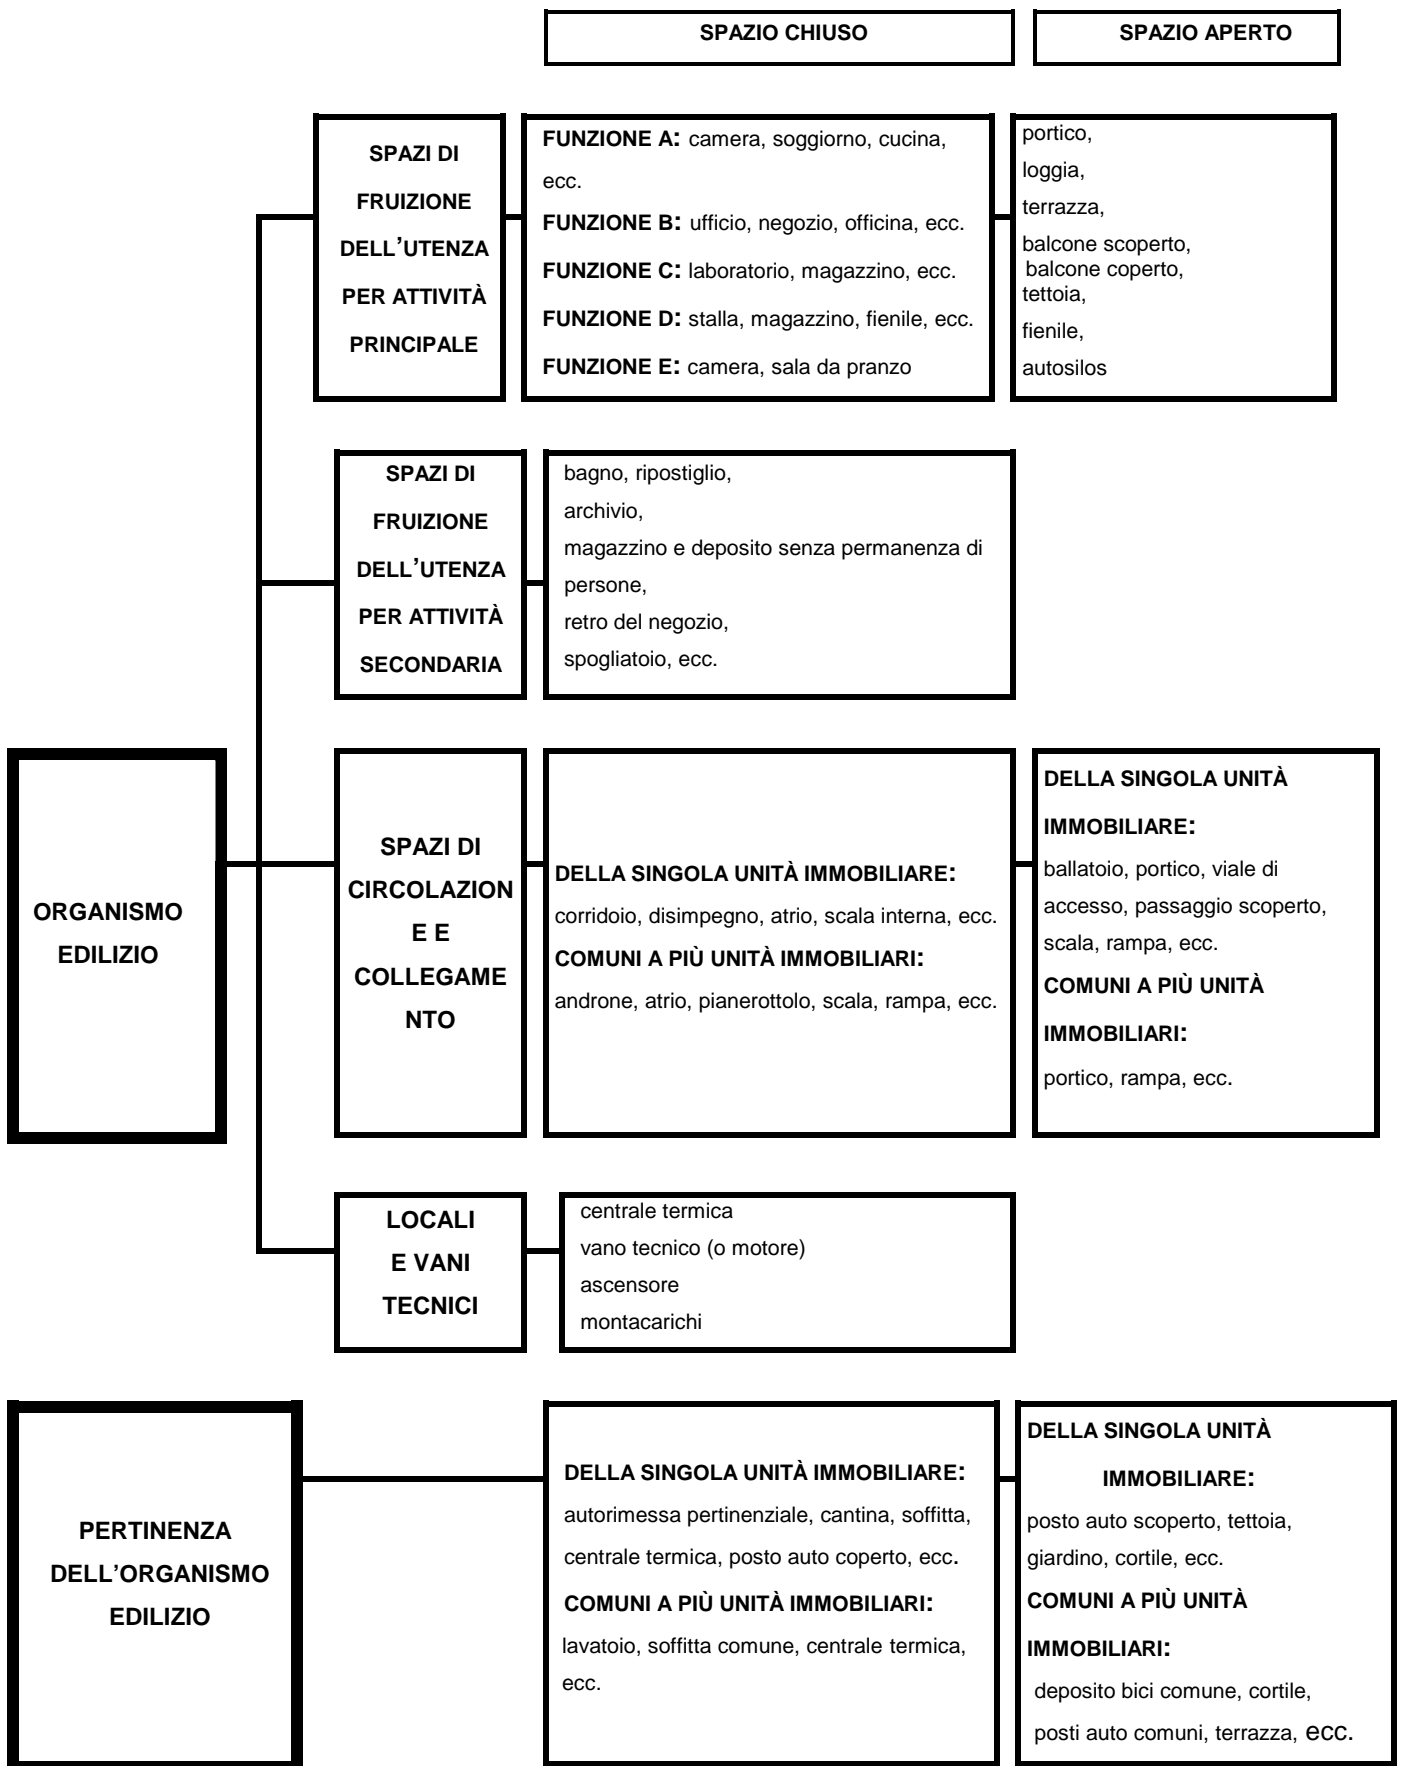 SPAZIO CHIUSO
SPAZIO APERTO
SPAZI DI
FRUIZIONE
DELL’UTENZA
PER ATTIVITÀ
PRINCIPALE
FUNZIONE A: camera, soggiorno, cucina,
ecc.
FUNZIONE B: ufficio, negozio, officina, ecc.
FUNZIONE C: laboratorio, magazzino, ecc.
FUNZIONE D: stalla, magazzino, fienile, ecc.
FUNZIONE E: camera, sala da pranzo
portico,
loggia,
terrazza,
balcone scoperto,
balcone coperto,
tettoia,
fienile,
autosilos
SPAZI DI
FRUIZIONE
DELL’UTENZA
PER ATTIVITÀ
SECONDARIA
bagno, ripostiglio,
archivio,
magazzino e deposito senza permanenza di
persone,
retro del negozio,
spogliatoio, ecc.
ORGANISMO
EDILIZIO
SPAZI DI
CIRCOLAZION
E E
COLLEGAME
NTO
DELLA SINGOLA UNITÀ IMMOBILIARE:
corridoio, disimpegno, atrio, scala interna, ecc.
COMUNI A PIÙ UNITÀ IMMOBILIARI:
androne, atrio, pianerottolo, scala, rampa, ecc.
DELLA SINGOLA UNITÀ
IMMOBILIARE:
ballatoio, portico, viale di
accesso, passaggio scoperto,
scala, rampa, ecc.
COMUNI A PIÙ UNITÀ
IMMOBILIARI:
portico, rampa, ecc.
LOCALI
E VANI
TECNICI
centrale termica
vano tecnico (o motore)
ascensore
montacarichi
PERTINENZA
DELL’ORGANISMO
EDILIZIO
DELLA SINGOLA UNITÀ IMMOBILIARE:
autorimessa pertinenziale, cantina, soffitta,
centrale termica, posto auto coperto, ecc.
COMUNI A PIÙ UNITÀ IMMOBILIARI:
lavatoio, soffitta comune, centrale termica,
ecc.
DELLA SINGOLA UNITÀ
IMMOBILIARE:
posto auto scoperto, tettoia,
giardino, cortile, ecc.
COMUNI A PIÙ UNITÀ
IMMOBILIARI:
deposito bici comune, cortile,
posti auto comuni, terrazza, ecc.